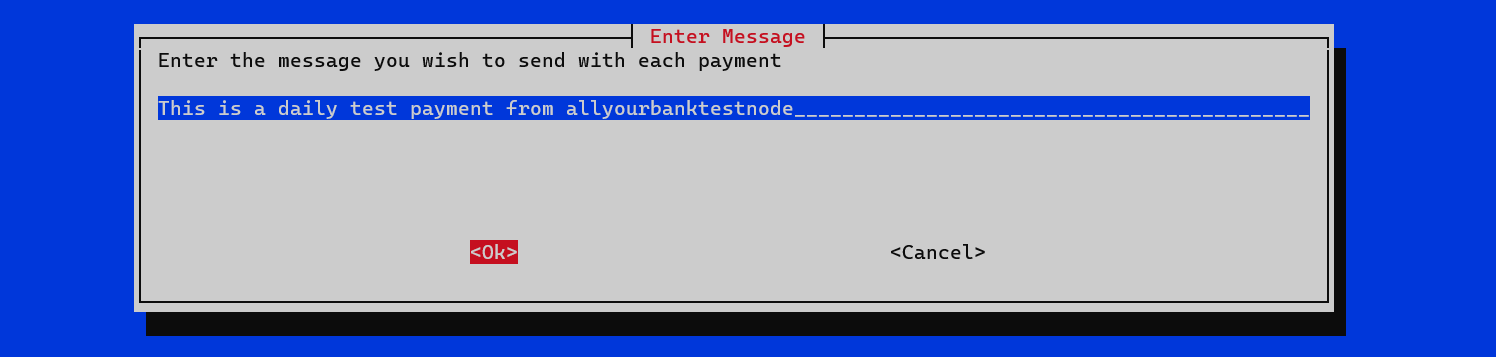 Enter Message
Enter the message you wish to send with each payment
This is a daily test payment from allyourbanktestnode___________________________________________
<Ok> <Cancel>